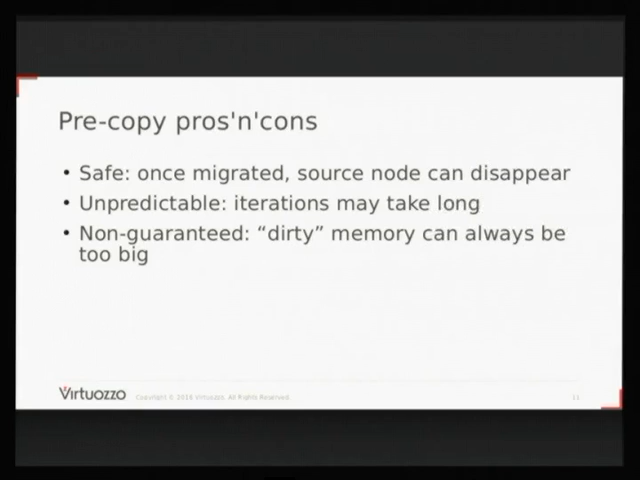 Pre-copy pros'n'cons
• Safe: once migrated, source node can disappear
• Unpredictable: iterations may take long
• Non-guaranteed: “dirty” memory can always be
too big
Virtuozzo
Copyright © 2016 Virtuozzo. All Rights Reserved.
11